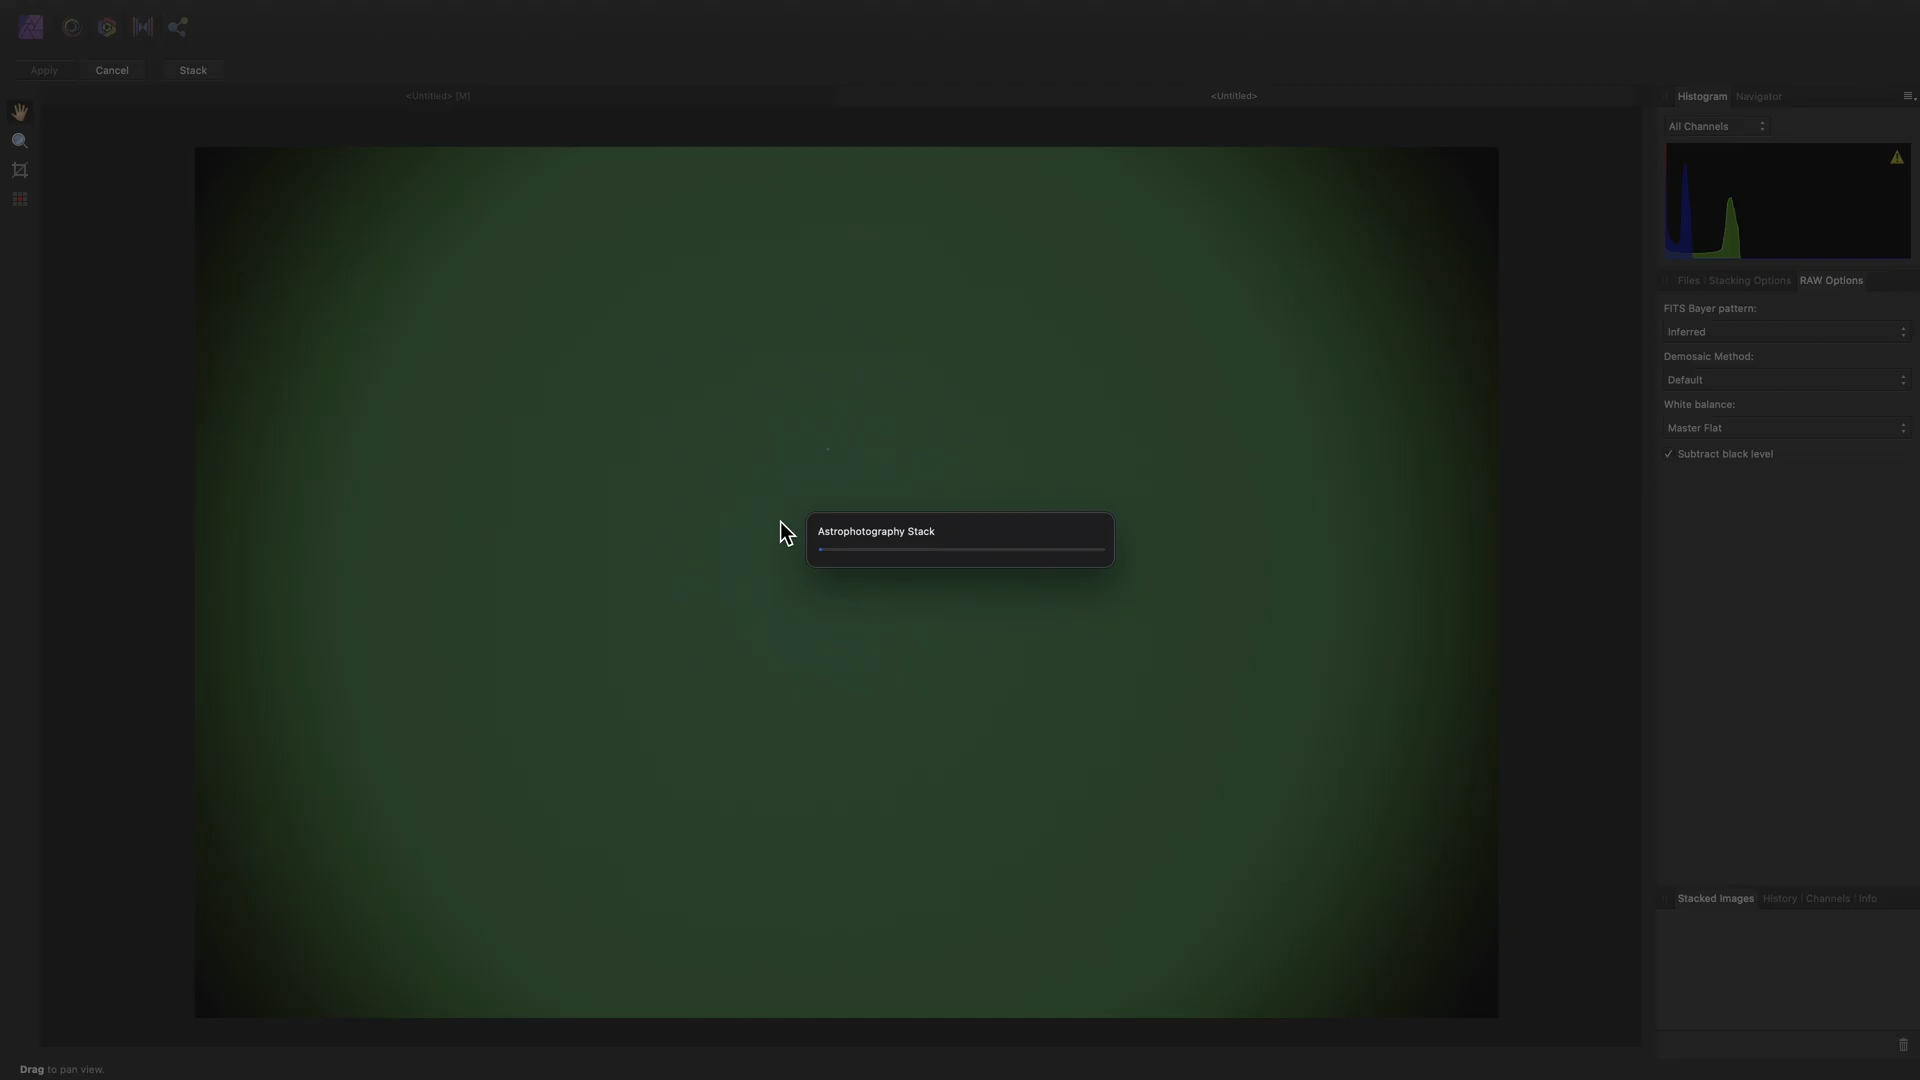 Apply
Cancel
Stack
<Untitled> [M]
<Untitled>
Histogram
Navigator
All Channels
Files
Stacking Options
RAW Options
FITS Bayer pattern:
Inferred
Demosaic Method:
Default
White balance:
Master Flat
Subtract black level
Astrophotography Stack
Stacked Images
History
Channels
Info
Drag to pan view.